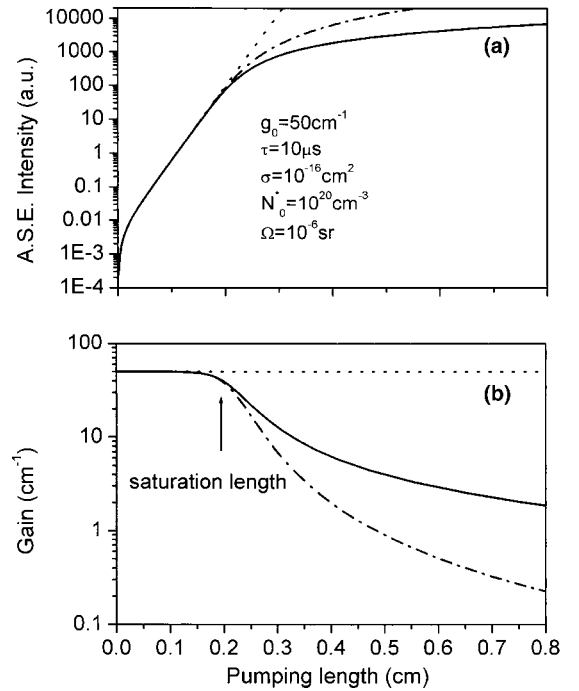 10000
1000
100
10
1
0.1
0.01
1E-3
1E-4
A.S.E. Intensity (a.u.)
(a)
g₀=50cm⁻¹
τ=10μs
σ=10⁻¹⁶cm²
N*₀=10²⁰cm⁻³
Ω=10⁻⁶sr
100
10
1
0.1
Gain (cm⁻¹)
(b)
saturation length
0.0 0.1 0.2 0.3 0.4 0.5 0.6 0.7 0.8
Pumping length (cm)